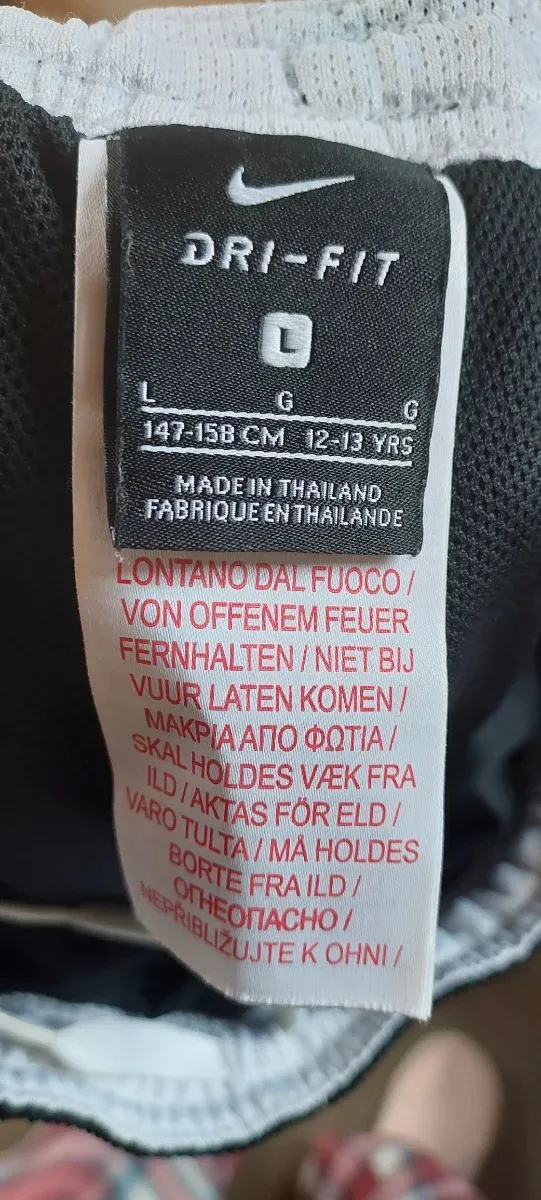 DRI-FIT
L
L G G
147-158 CM 12-13 YRS
MADE IN THAILAND
FABRIQUE EN THAILANDE
LONTANO DAL FUOCO /
VON OFFENEM FEUER
FERNHALTEN / NIET BIJ
VUUR LATEN KOMEN /
ΜΑΚΡΙΑ ΑΠΟ ΦΩΤΙΑ /
SKAL HOLDES VÆK FRA
ILD / AKTAS FÖR ELD /
VARO TULTA / MÅ HOLDES
BORTE FRA ILD /
ОГНЕОПАСНО /
NEPŘIBLIŽUJTE K OHNI /